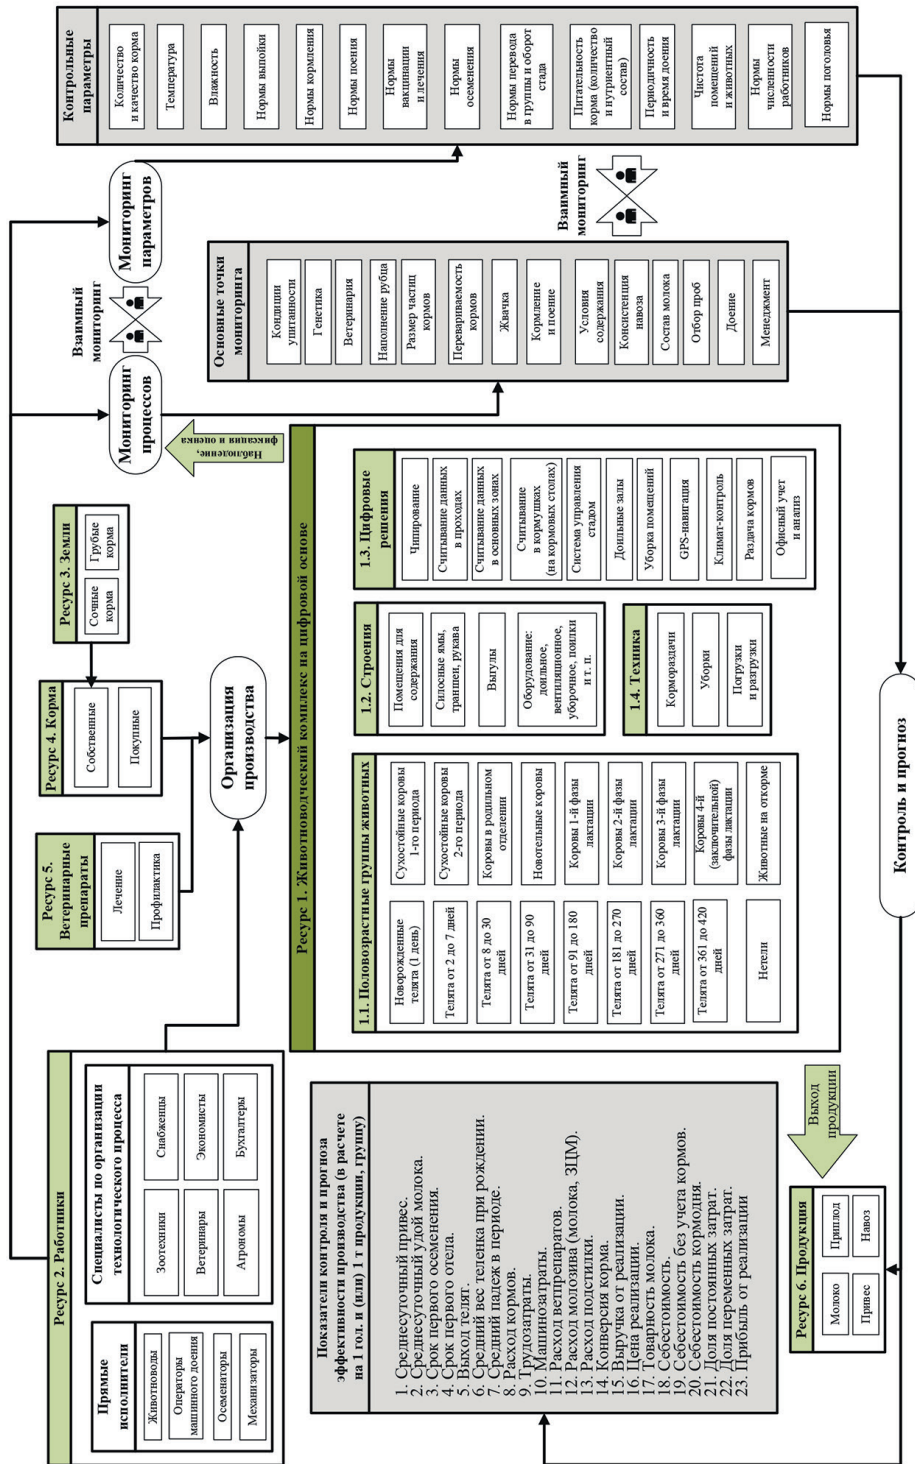 Ресурс 2. Работники
Прямые
исполнители
Животноводы
Операторы
машинного доения
Осеменаторы
Механизаторы
Специалисты по организации
технологического процесса
Зоотехники
Снабженцы
Ветеринары
Экономисты
Агрономы
Бухгалтеры
Ресурс 5.
Ветеринарные
препараты
Лечение
Профилактика
Ресурс 4. Корма
Собственные
Покупные
Ресурс 3. Земли
Сочные
корма
Грубые
корма
Организация
производства
Мониторинг
процессов
Взаимный
мониторинг
Мониторинг
параметров
Наблюдение,
фиксация и оценка
Контрольные
параметры
Количество
и качество корма
Температура
Влажность
Нормы выпойки
Нормы кормления
Нормы поения
Нормы
вакцинации
и лечения
Нормы
осеменения
Нормы перевода
в группы и оборот
стада
Питательность
корма (количество
и нутриентный
состав)
Периодичность
и время доения
Чистота
помещений
и животных
Нормы
численности
работников
Нормы поголовья
Взаимный
мониторинг
Основные точки
мониторинга
Кондиции
упитанности
Генетика
Ветеринария
Наполнение рубца
Размер частиц
кормов
Перевариваемость
кормов
Жвачка
Кормление
и поение
Условия
содержания
Консистенция
навоза
Состав молока
Отбор проб
Доение
Менеджмент
Ресурс 1. Животноводческий комплекс на цифровой основе
1.1. Половозрастные группы животных
Новорожденные
телята (1 день)
Сухостойные коровы
1-го периода
Телята от 2 до 7 дней
Сухостойные коровы
2-го периода
Телята от 8 до 30
дней
Коровы в родильном
отделении
Телята от 31 до 90
дней
Новотельные коровы
Телята от 91 до 180
дней
Коровы 1-й фазы
лактации
Телята от 181 до 270
дней
Коровы 2-й фазы
лактации
Телята от 271 до 360
дней
Коровы 3-й фазы
лактации
Телята от 361 до 420
дней
Коровы 4-й
(заключительной)
фазы лактации
Нетели
Животные на откорме
1.2. Строения
Помещения для
содержания
Силосные ямы,
траншеи, рукава
Выгулы
Оборудование:
доильное,
вентиляционное,
уборочное, поилки
и т. п.
1.3. Цифровые
решения
Чипирование
Считывание данных
в проходах
Считывание данных
в основных зонах
Считывание
в кормушках
(на кормовых столах)
Система управления
стадом
Доильные залы
Уборка помещений
GPS-навигация
Климат-контроль
Раздача кормов
Офисный учет
и анализ
1.4. Техника
Кормораздачи
Уборки
Погрузки
и разгрузки
Показатели контроля и прогноза
эффективности производства (в расчете
на 1 гол. и (или) 1 т продукции, группу)
1. Среднесуточный привес.
2. Среднесуточный удой молока.
3. Срок первого осеменения.
4. Срок первого отела.
5. Выход телят.
6. Средний вес теленка при рождении.
7. Средний падеж в периоде.
8. Расход кормов.
9. Трудозатраты.
10. Машинозатраты.
11. Расход ветпрепаратов.
12. Расход молозива (молока, ЗЦМ).
13. Расход подстилки.
14. Конверсия корма.
15. Выручка от реализации.
16. Цена реализации.
17. Товарность молока.
18. Себестоимость.
19. Себестоимость без учета кормов.
20. Себестоимость кормодня.
21. Доля постоянных затрат.
22. Доля переменных затрат.
23. Прибыль от реализации
Выход
продукции
Ресурс 6. Продукция
Молоко
Приплод
Привес
Навоз
Контроль и прогноз